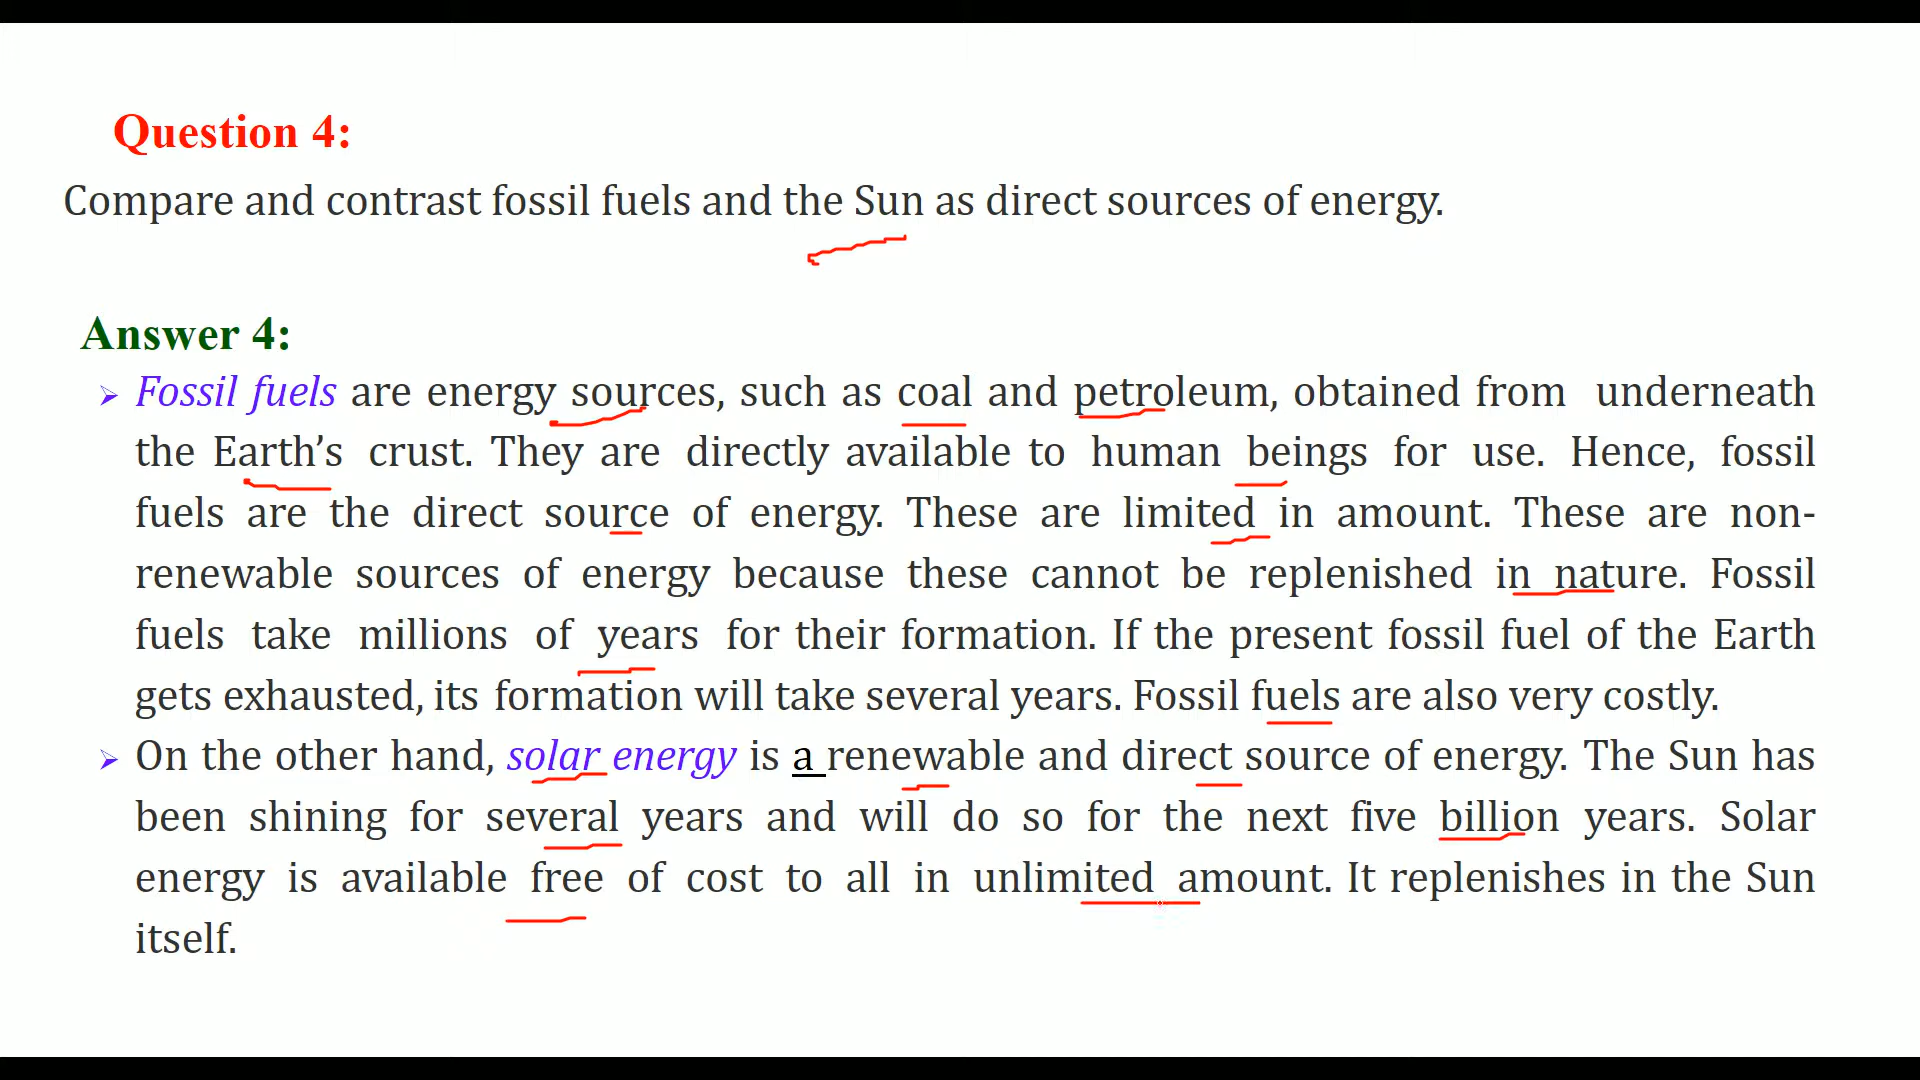 Question 4:
Compare and contrast fossil fuels and the Sun as direct sources of energy.
Answer 4:
Fossil fuels are energy sources, such as coal and petroleum, obtained from underneath
the Earth’s crust. They are directly available to human beings for use. Hence, fossil
fuels are the direct source of energy. These are limited in amount. These are non-
renewable sources of energy because these cannot be replenished in nature. Fossil
fuels take millions of years for their formation. If the present fossil fuel of the Earth
gets exhausted, its formation will take several years. Fossil fuels are also very costly.
On the other hand, solar energy is a renewable and direct source of energy. The Sun has
been shining for several years and will do so for the next five billion years. Solar
energy is available free of cost to all in unlimited amount. It replenishes in the Sun
itself.